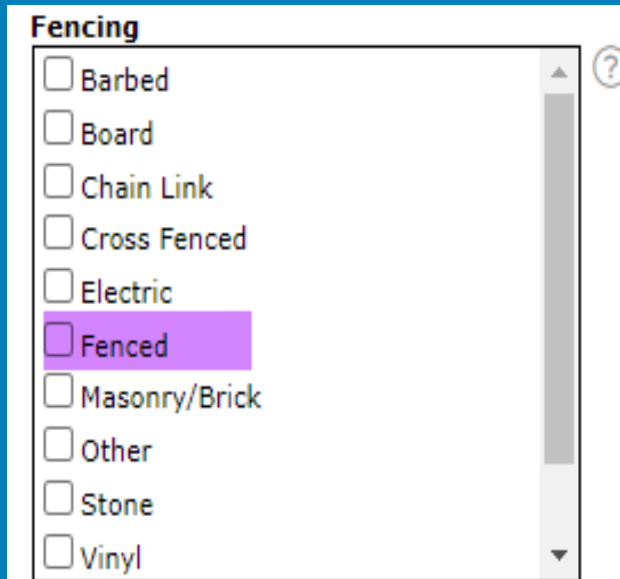 Fencing
?
Barbed
Board
Chain Link
Cross Fenced
Electric
Fenced
Masonry/Brick
Other
Stone
Vinyl